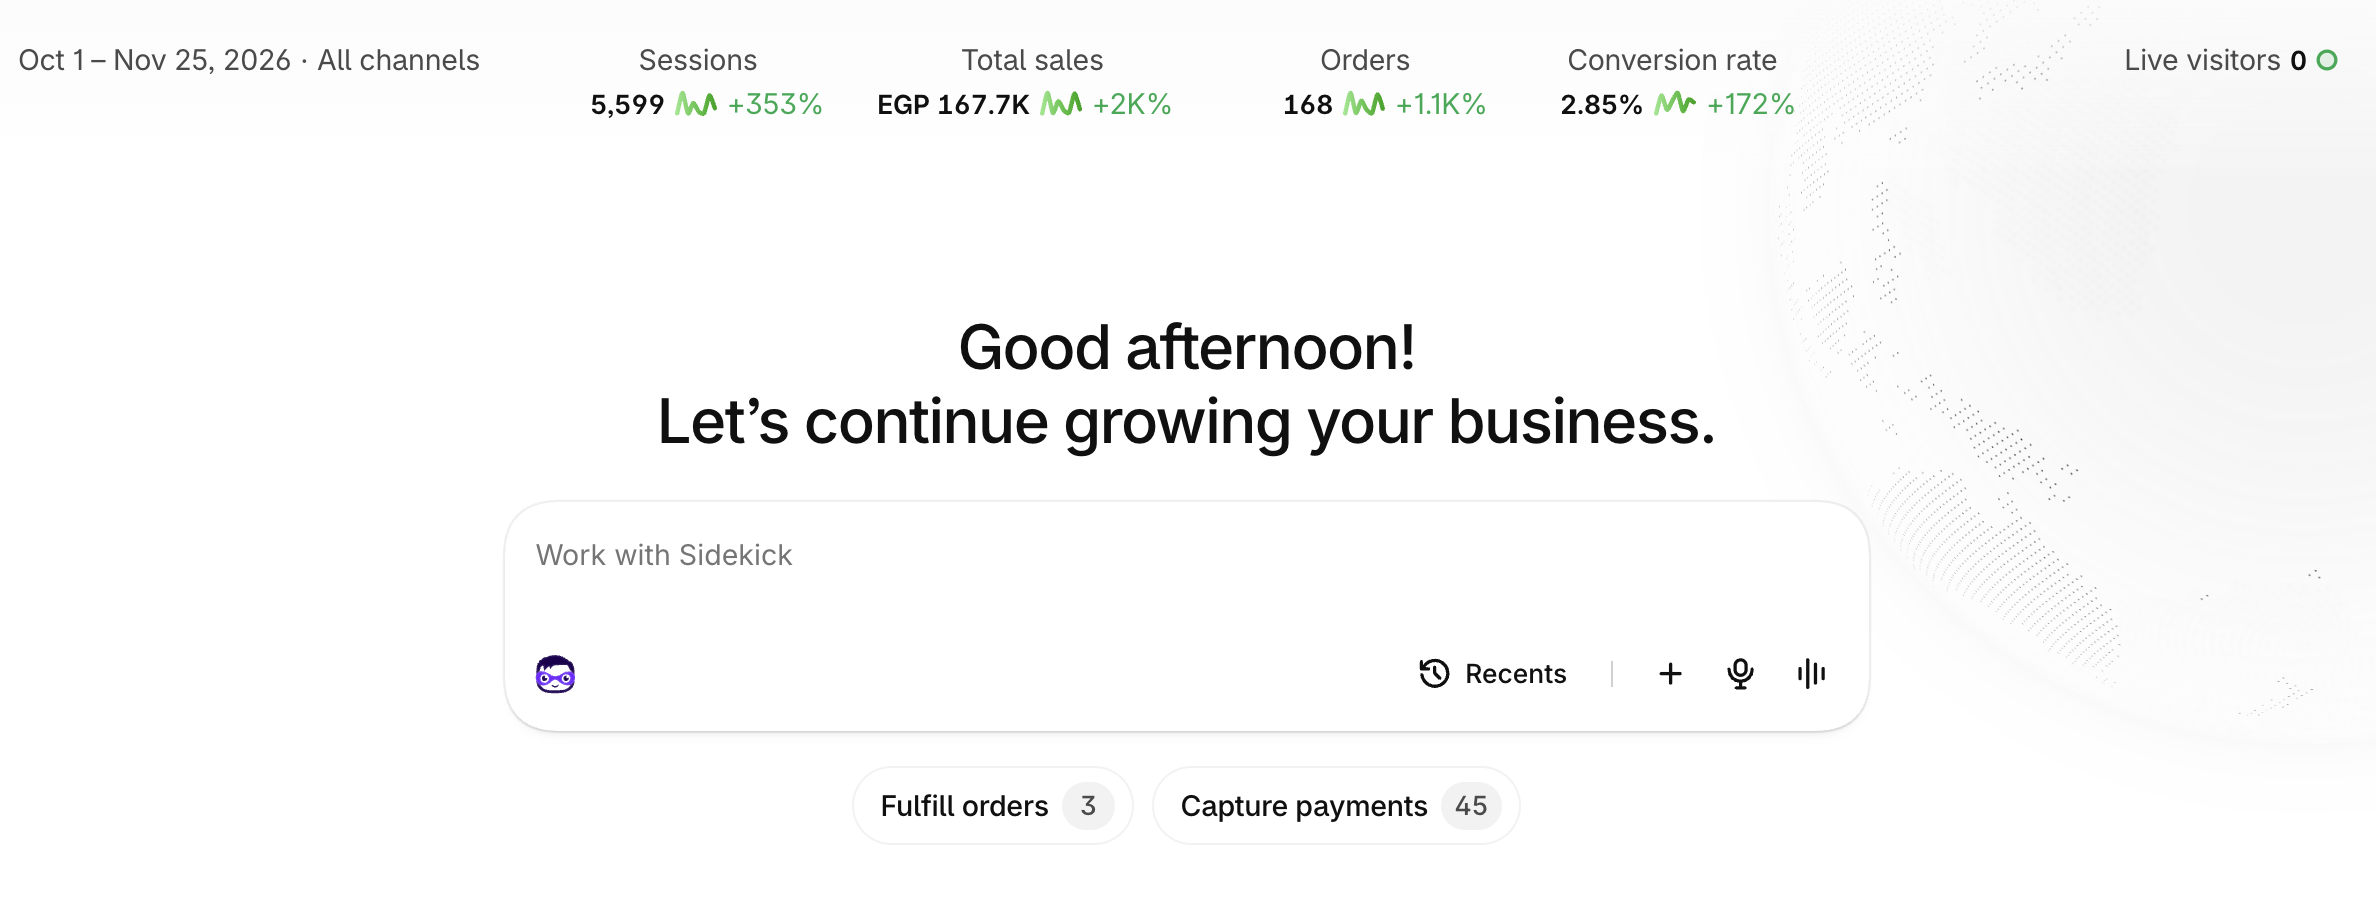 Oct 1 – Nov 25, 2026 · All channels
Sessions
5,599 +353%
Total sales
EGP 167.7K +2K%
Orders
168 +1.1K%
Conversion rate
2.85% +172%
Live visitors 0
Good afternoon!
Let’s continue growing your business.
Work with Sidekick
Recents
Fulfill orders 3
Capture payments 45